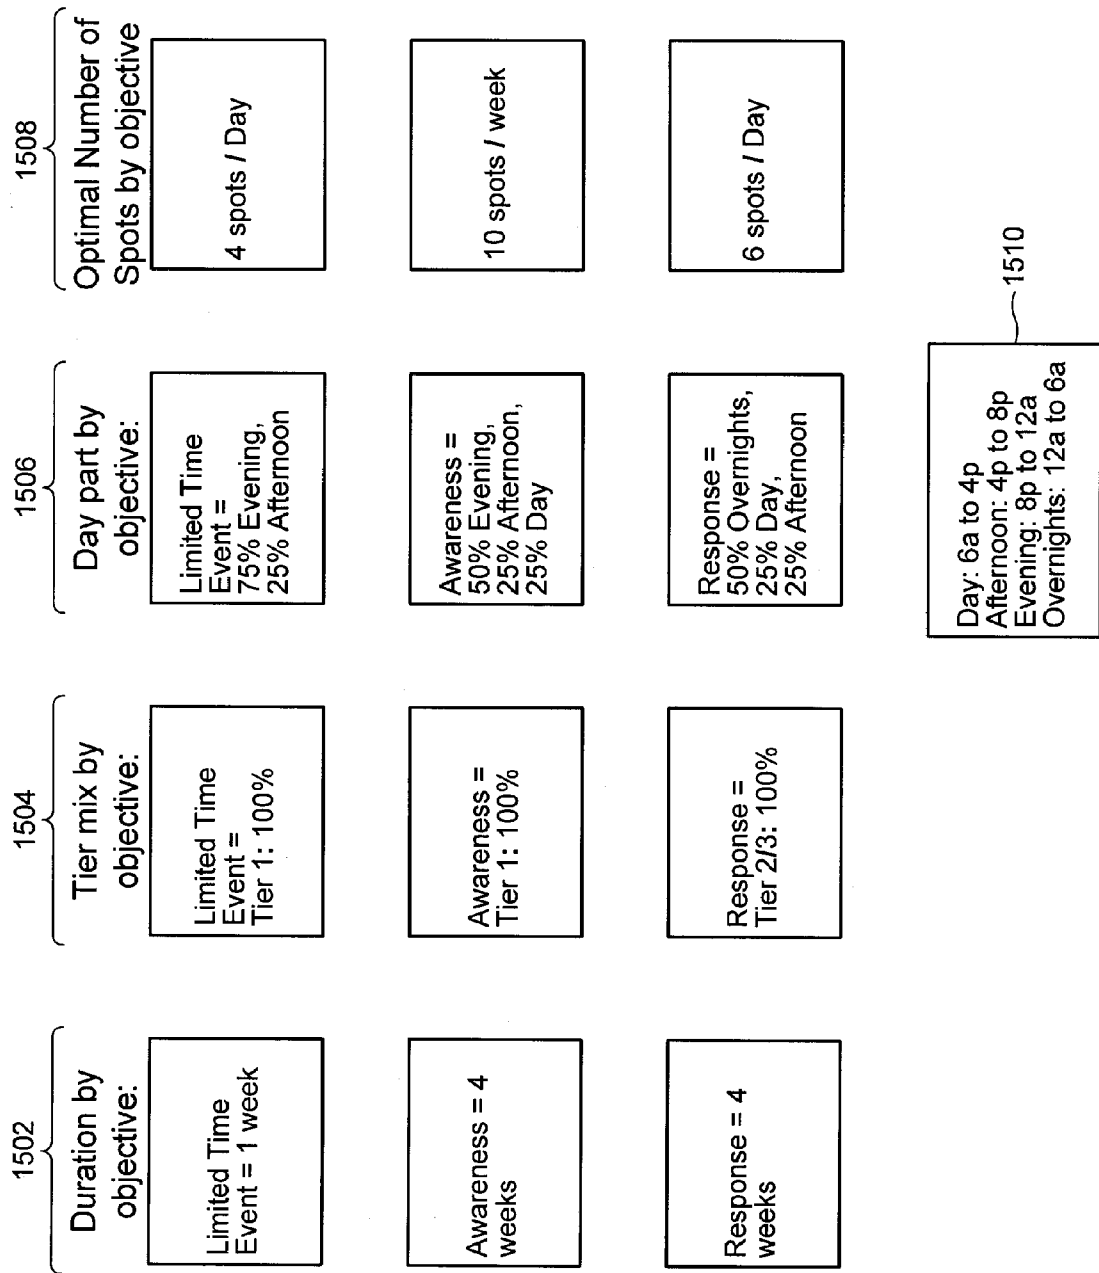 1502
Duration by
objective:
Limited Time
Event = 1 week
Awareness = 4
weeks
Response = 4
weeks
1504
Tier mix by
objective:
Limited Time
Event =
Tier 1: 100%
Awareness =
Tier 1: 100%
Response =
Tier 2/3: 100%
1506
Day part by
objective:
Limited Time
Event =
75% Evening,
25% Afternoon
Awareness =
50% Evening,
25% Afternoon,
25% Day
Response =
50% Overnights,
25% Day,
25% Afternoon
1508
Optimal Number of
Spots by objective
4 spots / Day
10 spots / week
6 spots / Day
Day: 6a to 4p
Afternoon: 4p to 8p
Evening: 8p to 12a
Overnights: 12a to 6a
1510